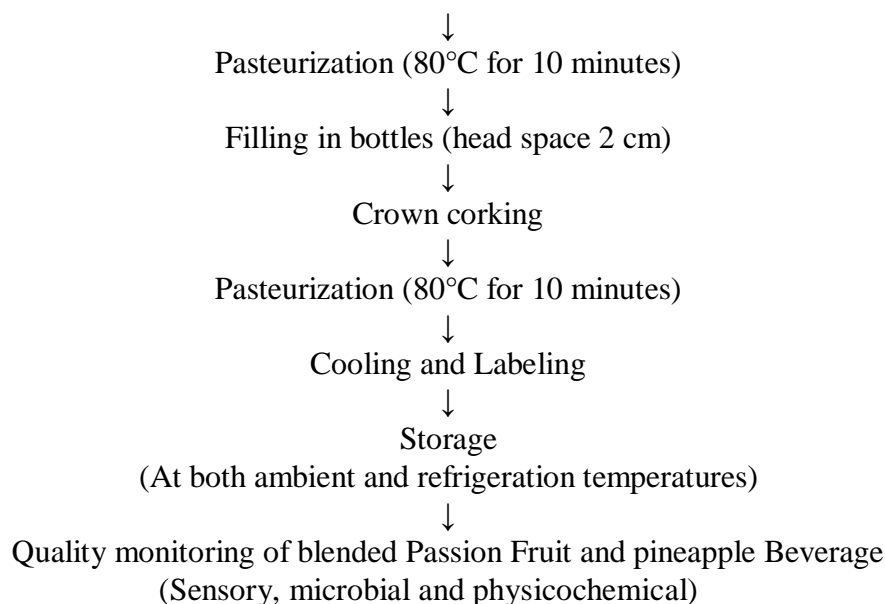 ↓
Pasteurization (80°C for 10 minutes)
↓
Filling in bottles (head space 2 cm)
↓
Crown corking
↓
Pasteurization (80°C for 10 minutes)
↓
Cooling and Labeling
↓
Storage
(At both ambient and refrigeration temperatures)
↓
Quality monitoring of blended Passion Fruit and pineapple Beverage
(Sensory, microbial and physicochemical)